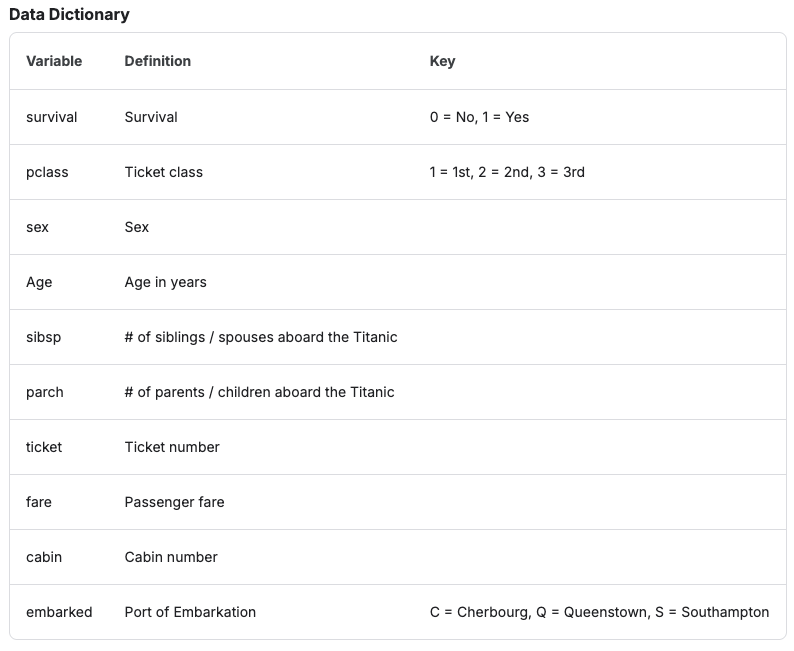 Data Dictionary
Variable Definition Key
survival Survival 0 = No, 1 = Yes
pclass Ticket class 1 = 1st, 2 = 2nd, 3 = 3rd
sex Sex
Age Age in years
sibsp # of siblings / spouses aboard the Titanic
parch # of parents / children aboard the Titanic
ticket Ticket number
fare Passenger fare
cabin Cabin number
embarked Port of Embarkation C = Cherbourg, Q = Queenstown, S = Southampton